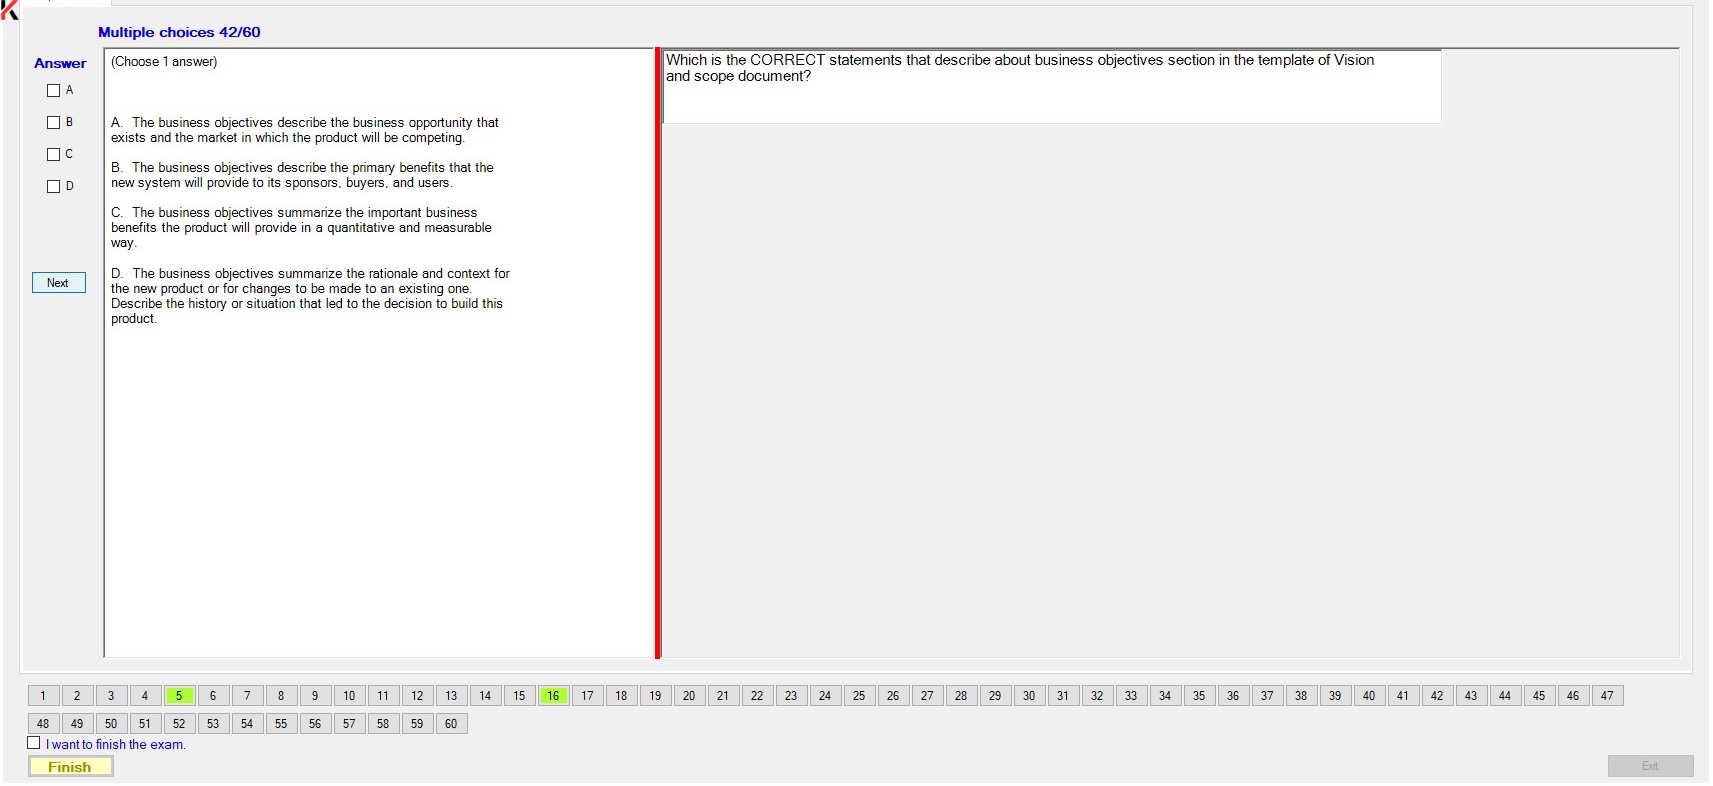 Multiple choices 42/60
Answer
A
B
C
D
Next
(Choose 1 answer)
A. The business objectives describe the business opportunity that
exists and the market in which the product will be competing.
B. The business objectives describe the primary benefits that the
new system will provide to its sponsors, buyers, and users.
C. The business objectives summarize the important business
benefits the product will provide in a quantitative and measurable
way.
D. The business objectives summarize the rationale and context for
the new product or for changes to be made to an existing one.
Describe the history or situation that led to the decision to build this
product.
Which is the CORRECT statements that describe about business objectives section in the template of Vision
and scope document?
1 2 3 4 5 6 7 8 9 10 11 12 13 14 15 16 17 18 19 20 21 22 23 24 25 26 27 28 29 30 31 32 33 34 35 36 37 38 39 40 41 42 43 44 45 46 47
48 49 50 51 52 53 54 55 56 57 58 59 60
I want to finish the exam.
Finish
Exit